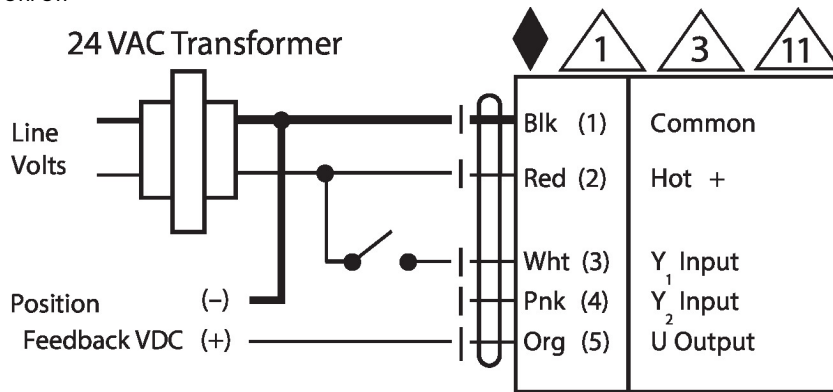 24 VAC Transformer
1 3 11
Line
Volts
Blk (1) Common
Red (2) Hot +
Wht (3) Y1 Input
Pnk (4) Y2 Input
Org (5) U Output
Position (–)
Feedback VDC (+)